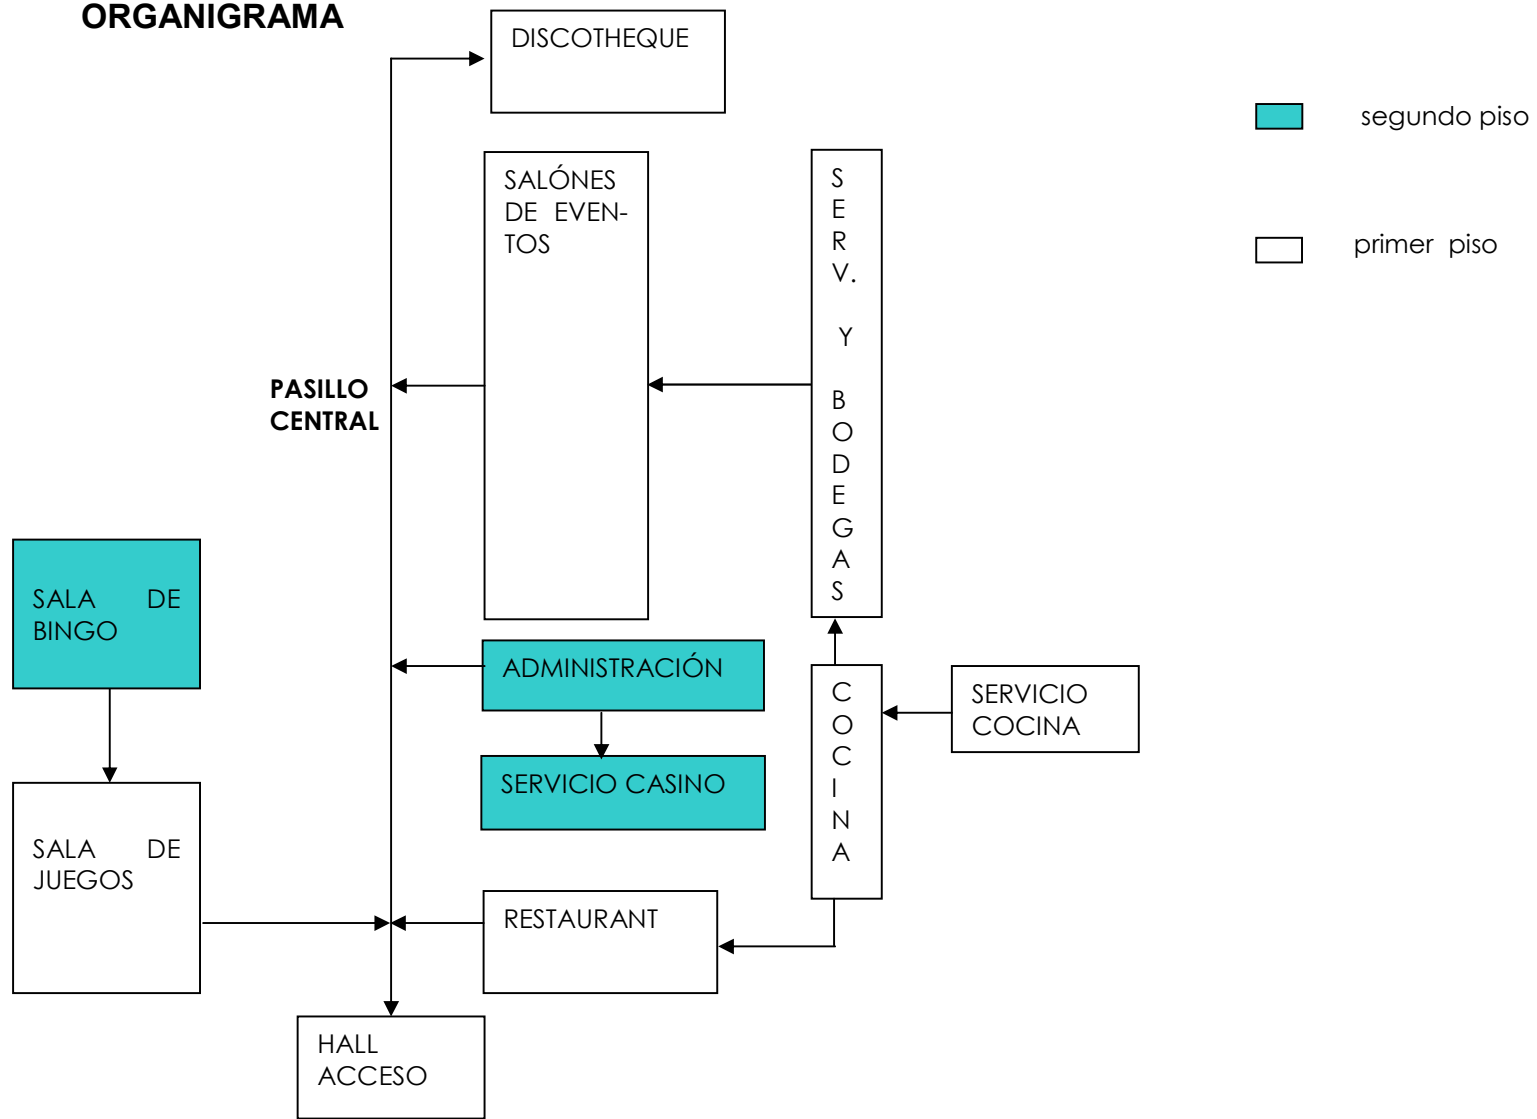 ORGANIGRAMA
DISCOTHEQUE
segundo piso
SALÓNES
DE EVEN-
TOS
S
E
R
V.
Y
B
O
D
E
G
A
S
primer piso
PASILLO
CENTRAL
SALA DE
BINGO
ADMINISTRACIÓN
C
O
C
I
N
A
SERVICIO
COCINA
SERVICIO CASINO
SALA DE
JUEGOS
RESTAURANT
HALL
ACCESO